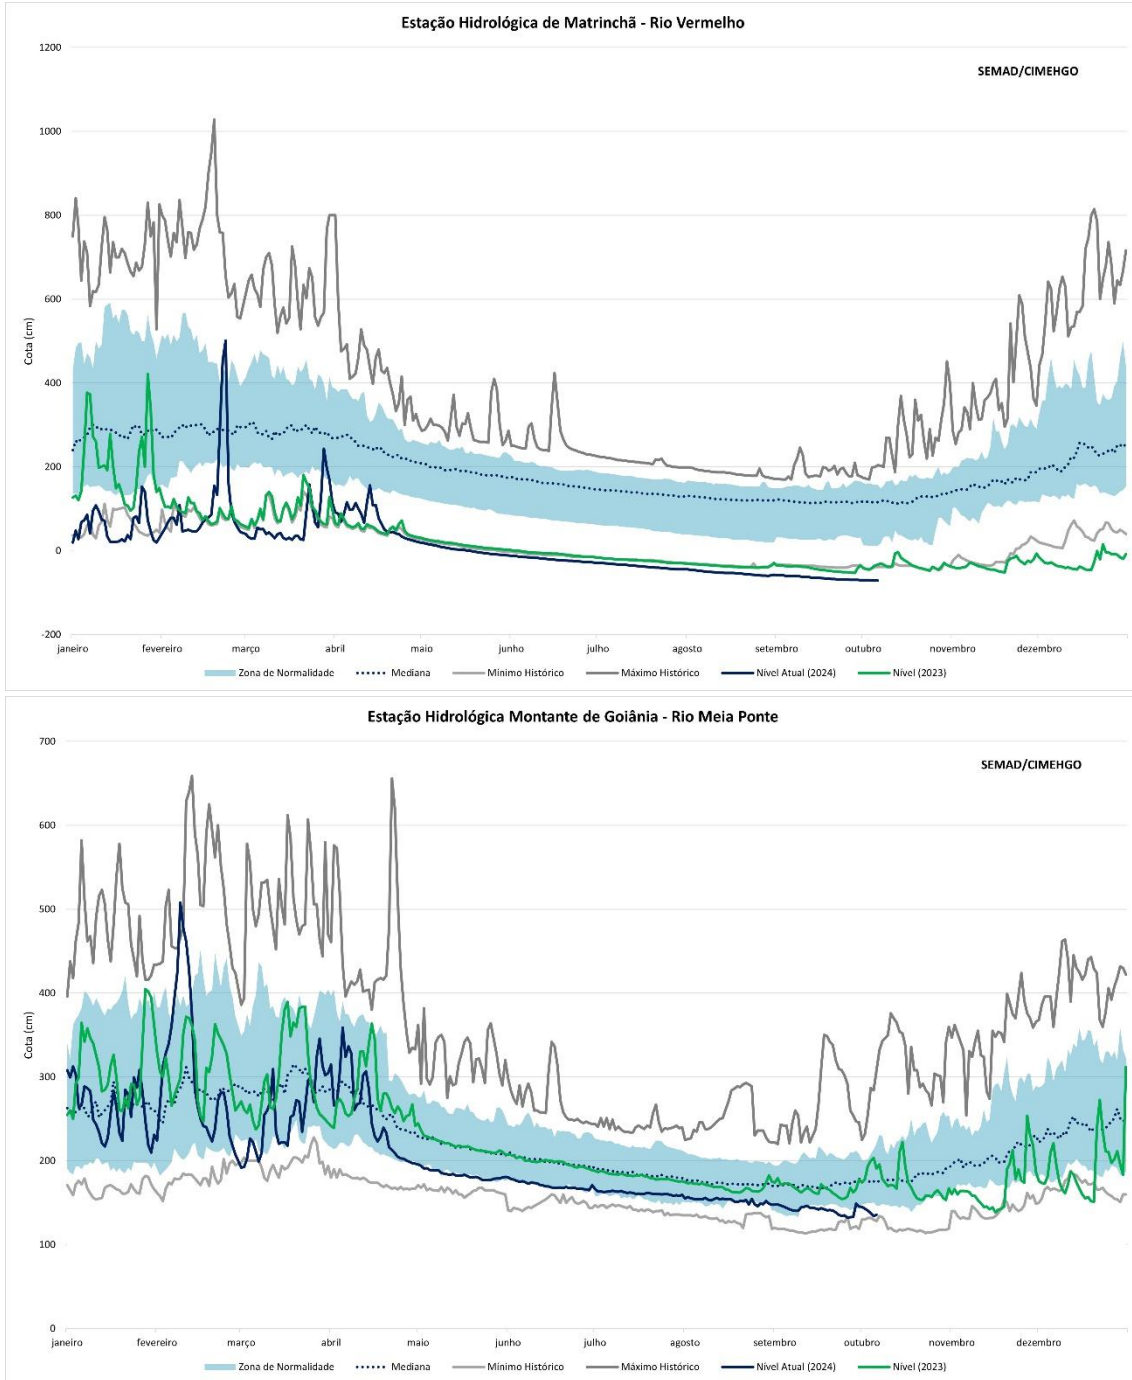 Estação Hidrológica de Matrinchã - Rio Vermelho
SEMAD/CIMEHGO
1200
1000
800
600
400
200
0
-200
Cota (cm)
janeiro fevereiro março abril maio junho julho agosto setembro outubro novembro dezembro
Zona de Normalidade Mediana Mínimo Histórico Máximo Histórico Nível Atual (2024) Nível (2023)
Estação Hidrológica Montante de Goiânia - Rio Meia Ponte
SEMAD/CIMEHGO
700
600
500
400
300
200
100
0
Cota (cm)
janeiro fevereiro março abril maio junho julho agosto setembro outubro novembro dezembro
Zona de Normalidade Mediana Mínimo Histórico Máximo Histórico Nível Atual (2024) Nível (2023)